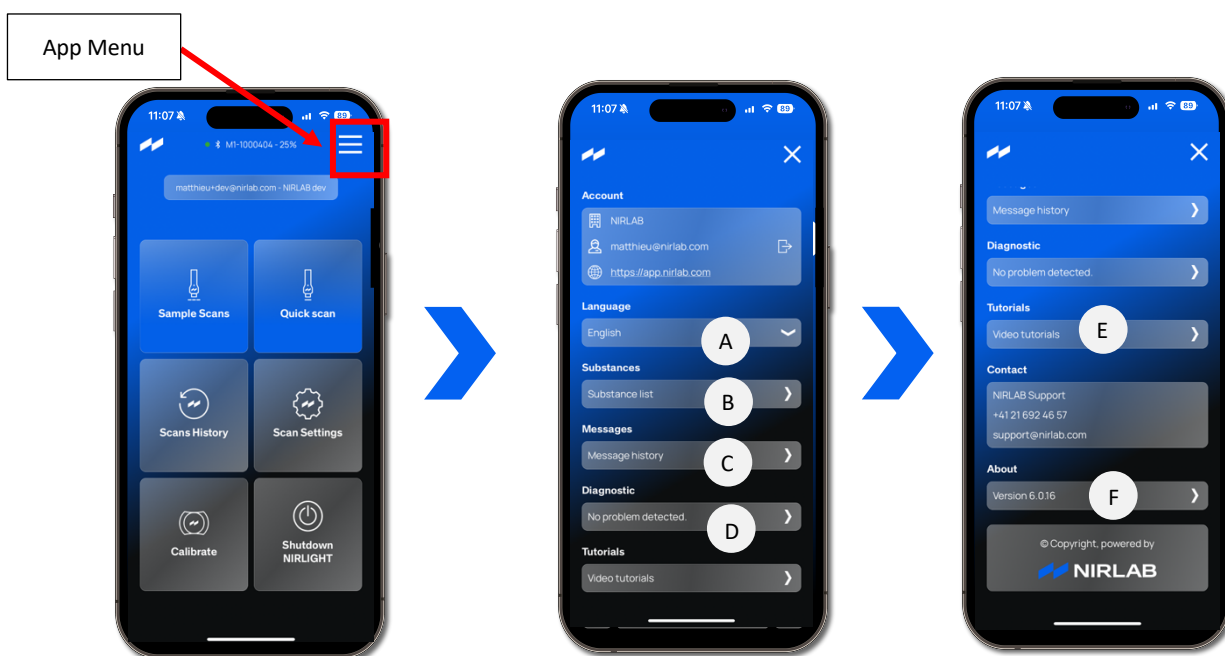 App Menu
11:07
89
M1-1000404 - 25%
matthieu+dev@nirlab.com - NIRLAB dev
Sample Scans
Quick scan
Scans History
Scan Settings
Calibrate
Shutdown
NIRLIGHT
11:07
89
Account
NIRLAB
matthieu@nirlab.com
https://app.nirlab.com
Language
English
A
Substances
Substance list
B
Messages
Message history
C
Diagnostic
No problem detected.
D
Tutorials
Video tutorials
11:07
89
Message history
Diagnostic
No problem detected.
Tutorials
Video tutorials
E
Contact
NIRLAB Support
+41 21 692 46 57
support@nirlab.com
About
Version 6.0.16
F
© Copyright, powered by
NIRLAB